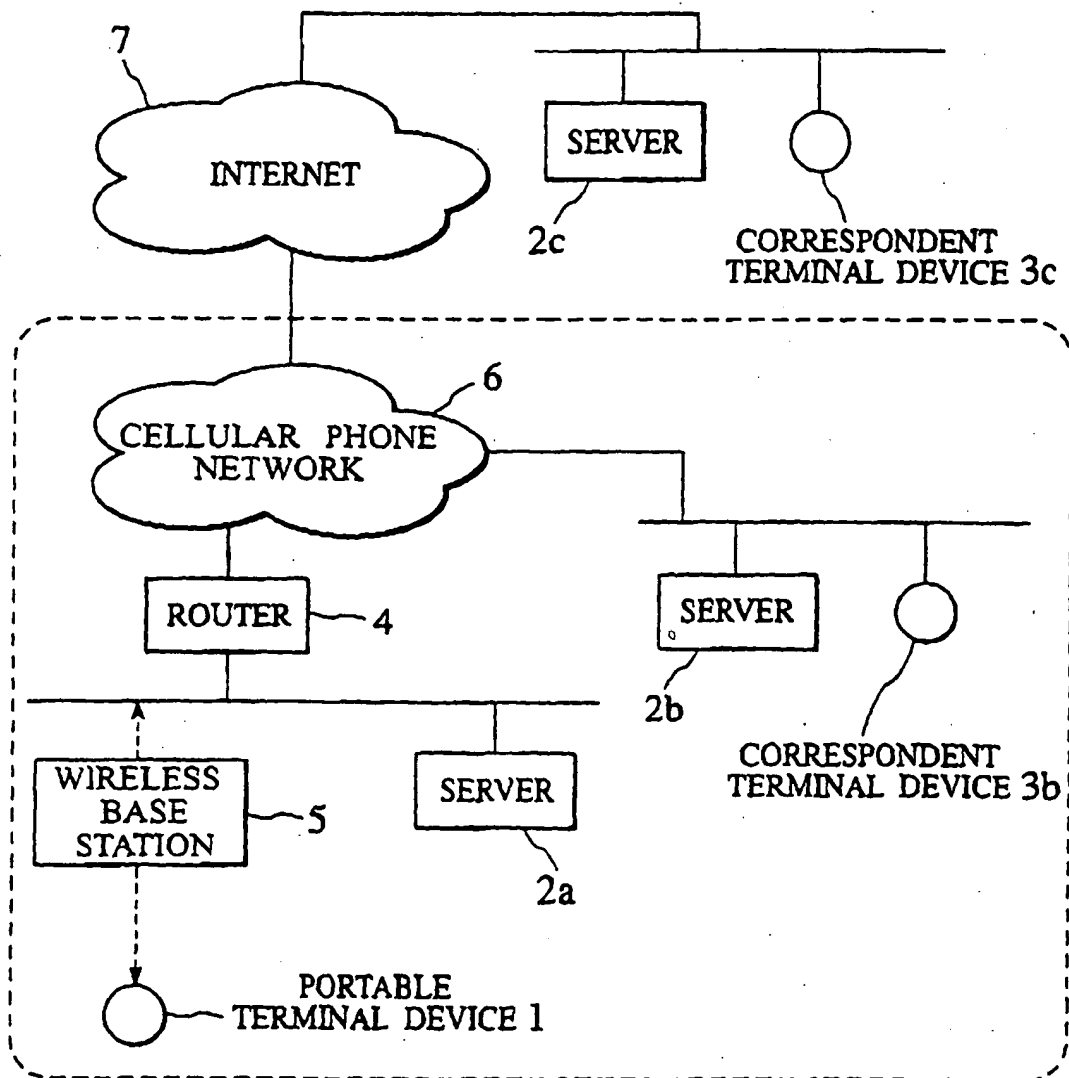 7
INTERNET
SERVER
2c
CORRESPONDENT
TERMINAL DEVICE 3c
6
CELLULAR PHONE
NETWORK
ROUTER
4
SERVER
2b
CORRESPONDENT
TERMINAL DEVICE 3b
WIRELESS
BASE
STATION
5
SERVER
2a
PORTABLE
TERMINAL DEVICE 1